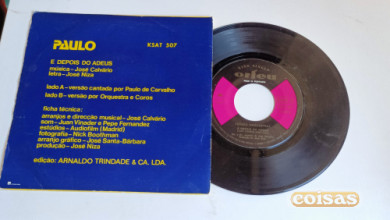 PAULO
KSAT 507
E DEPOIS DO ADEUS
música-José Calvário
letra-José Niza
lado A-versão cantada por Paulo de Carvalho
lado B-versão por Orquestra e Coros
ficha técnica:
arranjo e direcção musical-José Calvário
som-Juan Vinader e Pepe Fernandez
estúdios-Audiofilm (Madrid)
fotografia-Nick Boothman
arranjo gráfico-José Santa-Bárbara
produção-José Niza
edição: ARNALDO TRINDADE & CA. LDA.
orfeu
coisas